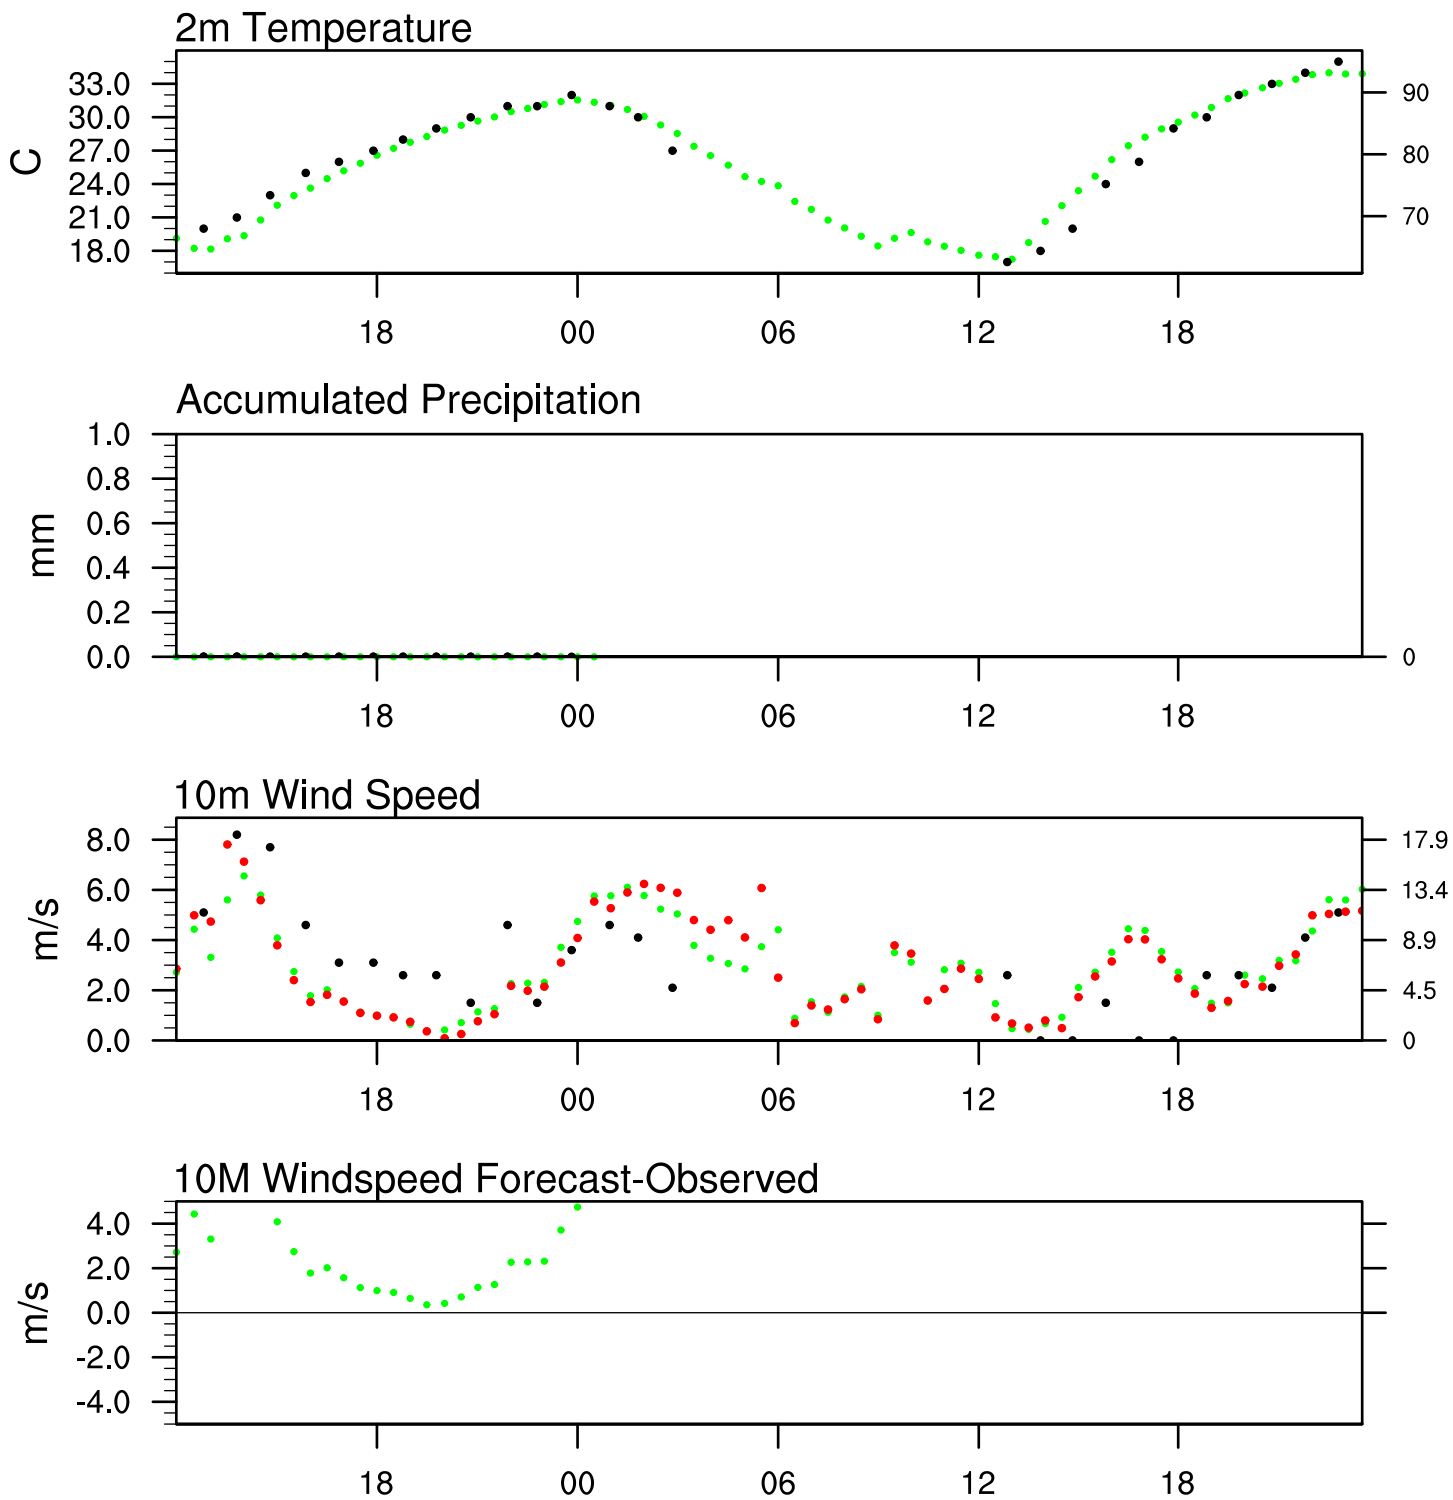 2m Temperature
33.0
30.0
27.0
24.0
21.0
18.0
C
90
80
70
18 00 06 12 18
Accumulated Precipitation
1.0
0.8
0.6
0.4
0.2
0.0
mm
0
18 00 06 12 18
10m Wind Speed
8.0
6.0
4.0
2.0
0.0
m/s
17.9
13.4
8.9
4.5
0
18 00 06 12 18
10M Windspeed Forecast-Observed
4.0
2.0
0.0
-2.0
-4.0
m/s
18 00 06 12 18